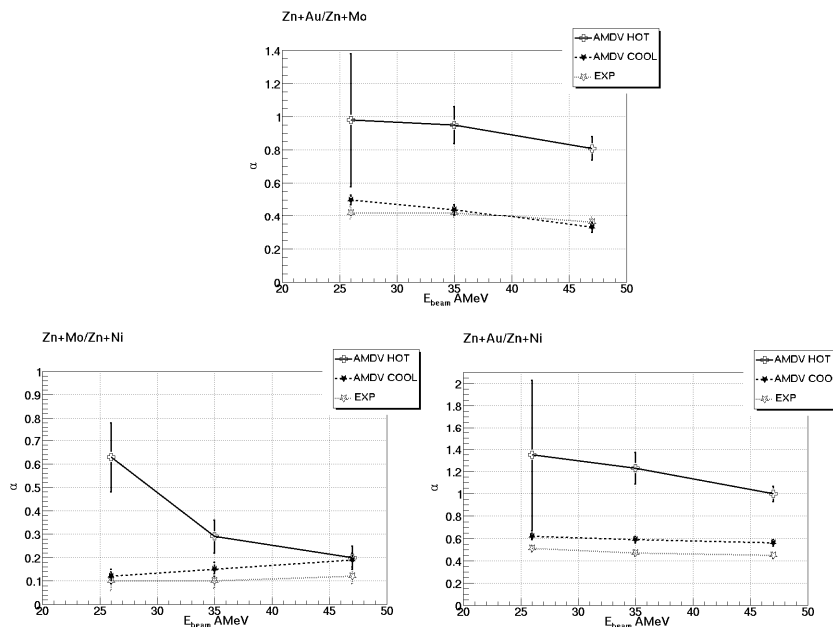 Zn+Au/Zn+Mo
AMDV HOT
AMDV COOL
EXP
1.4
1.2
1
0.8
0.6
0.4
0.2
0
α
20 25 30 35 40 45 50
E beam AMeV
Zn+Mo/Zn+Ni
AMDV HOT
AMDV COOL
EXP
1
0.9
0.8
0.7
0.6
0.5
0.4
0.3
0.2
0.1
0
α
20 25 30 35 40 45 50
E beam AMeV
Zn+Au/Zn+Ni
AMDV HOT
AMDV COO
EXP
2
1.8
1.6
1.4
1.2
1
0.8
0.6
0.4
0.2
0
α
20 25 30 35 40 45 50
E beam AMeV